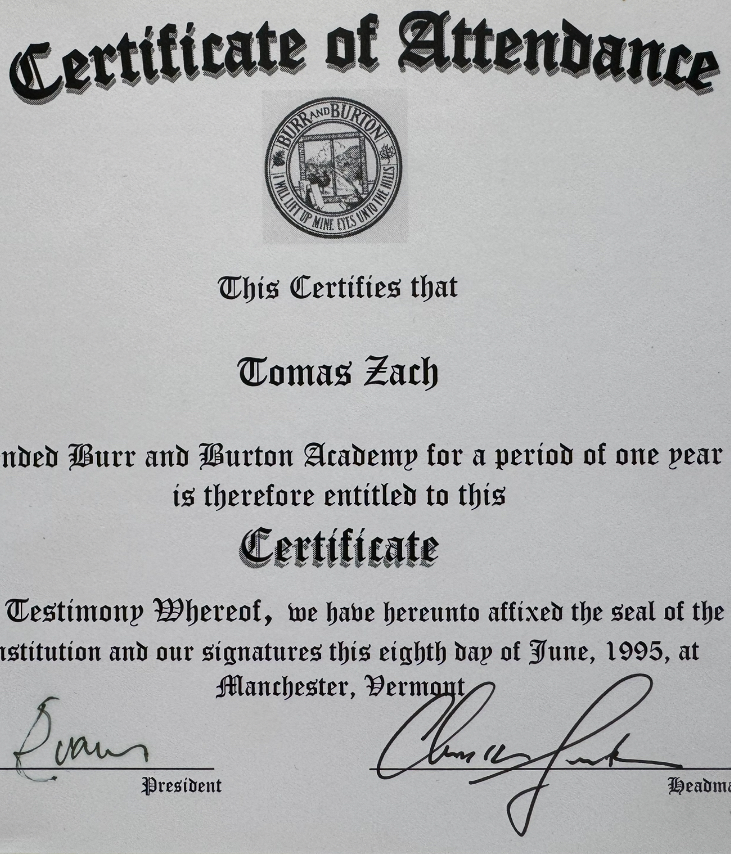 Certificate of Attendance
BURR AND BURTON
I WILL LIFT UP MINE EYES UNTO THE HILLS
This Certifies that
Tomas Zach
nded Burr and Burton Academy for a period of one year
is therefore entitled to this
Certificate
Testimony Whereof, we have hereunto affixed the seal of the
nstitution and our signatures this eighth day of June, 1995, at
Manchester, Vermont
President
Headma